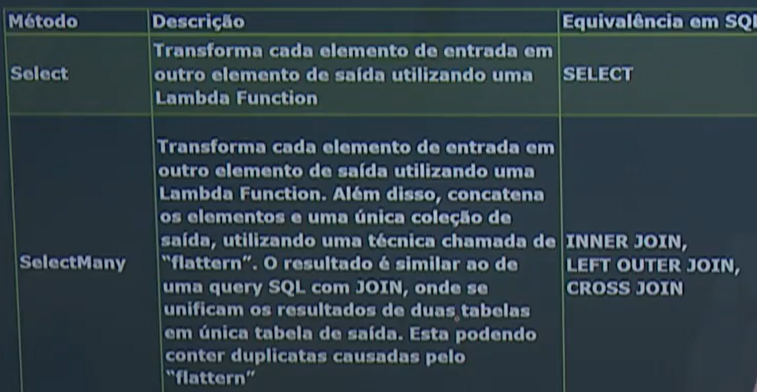 Método Descrição Equivalência em SQL
Transforma cada elemento de entrada em
Select outro elemento de saída utilizando uma SELECT
Lambda Function
Transforma cada elemento de entrada em
outro elemento de saída utilizando uma
Lambda Function. Além disso, concatena
os elementos e uma única coleção de
saída, utilizando uma técnica chamada de INNER JOIN,
SelectMany "flattern". O resultado é similar ao de LEFT OUTER JOIN,
uma query SQL com JOIN, onde se CROSS JOIN
unificam os resultados de duas tabelas
em única tabela de saída. Esta podendo
conter duplicatas causadas pelo
"flattern"